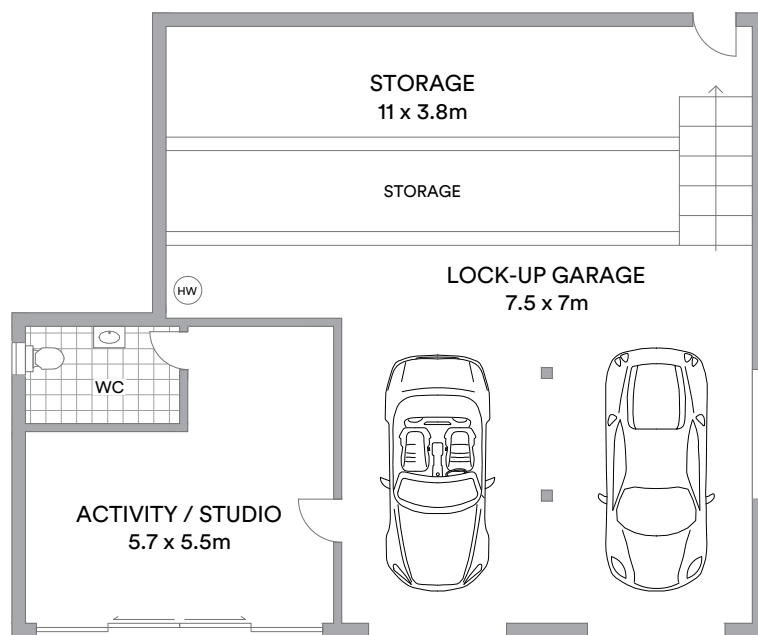 STORAGE
11 x 3.8m
STORAGE
HW
LOCK-UP GARAGE
7.5 x 7m
WC
ACTIVITY / STUDIO
5.7 x 5.5m